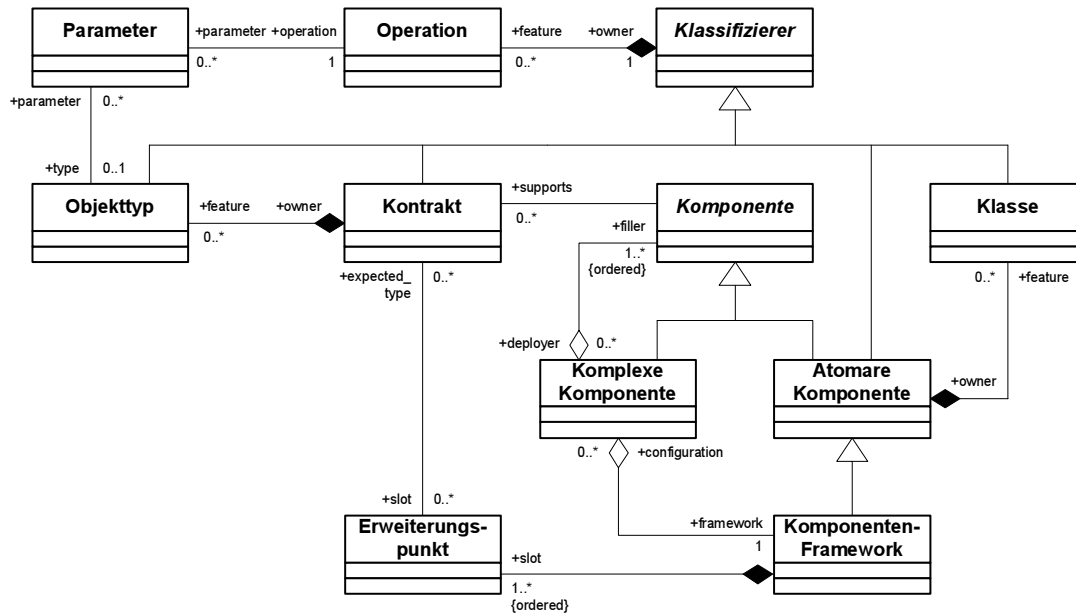 Parameter
+parameter
+operation
0..*
1
Operation
+feature
+owner
0..*
1
Klassifizierer
+parameter
0..*
+type
0..1
Objekttyp
+feature
+owner
0..*
Kontrakt
+supports
0..*
Komponente
Klasse
+filler
1..*
{ordered}
+expected_
type
0..*
0..*
+feature
+deployer
0..*
Komplexe
Komponente
Atomare
Komponente
+owner
0..*
+configuration
+slot
0..*
Erweiterungs-
punkt
+framework
1
Komponenten-
Framework
+slot
1..*
{ordered}